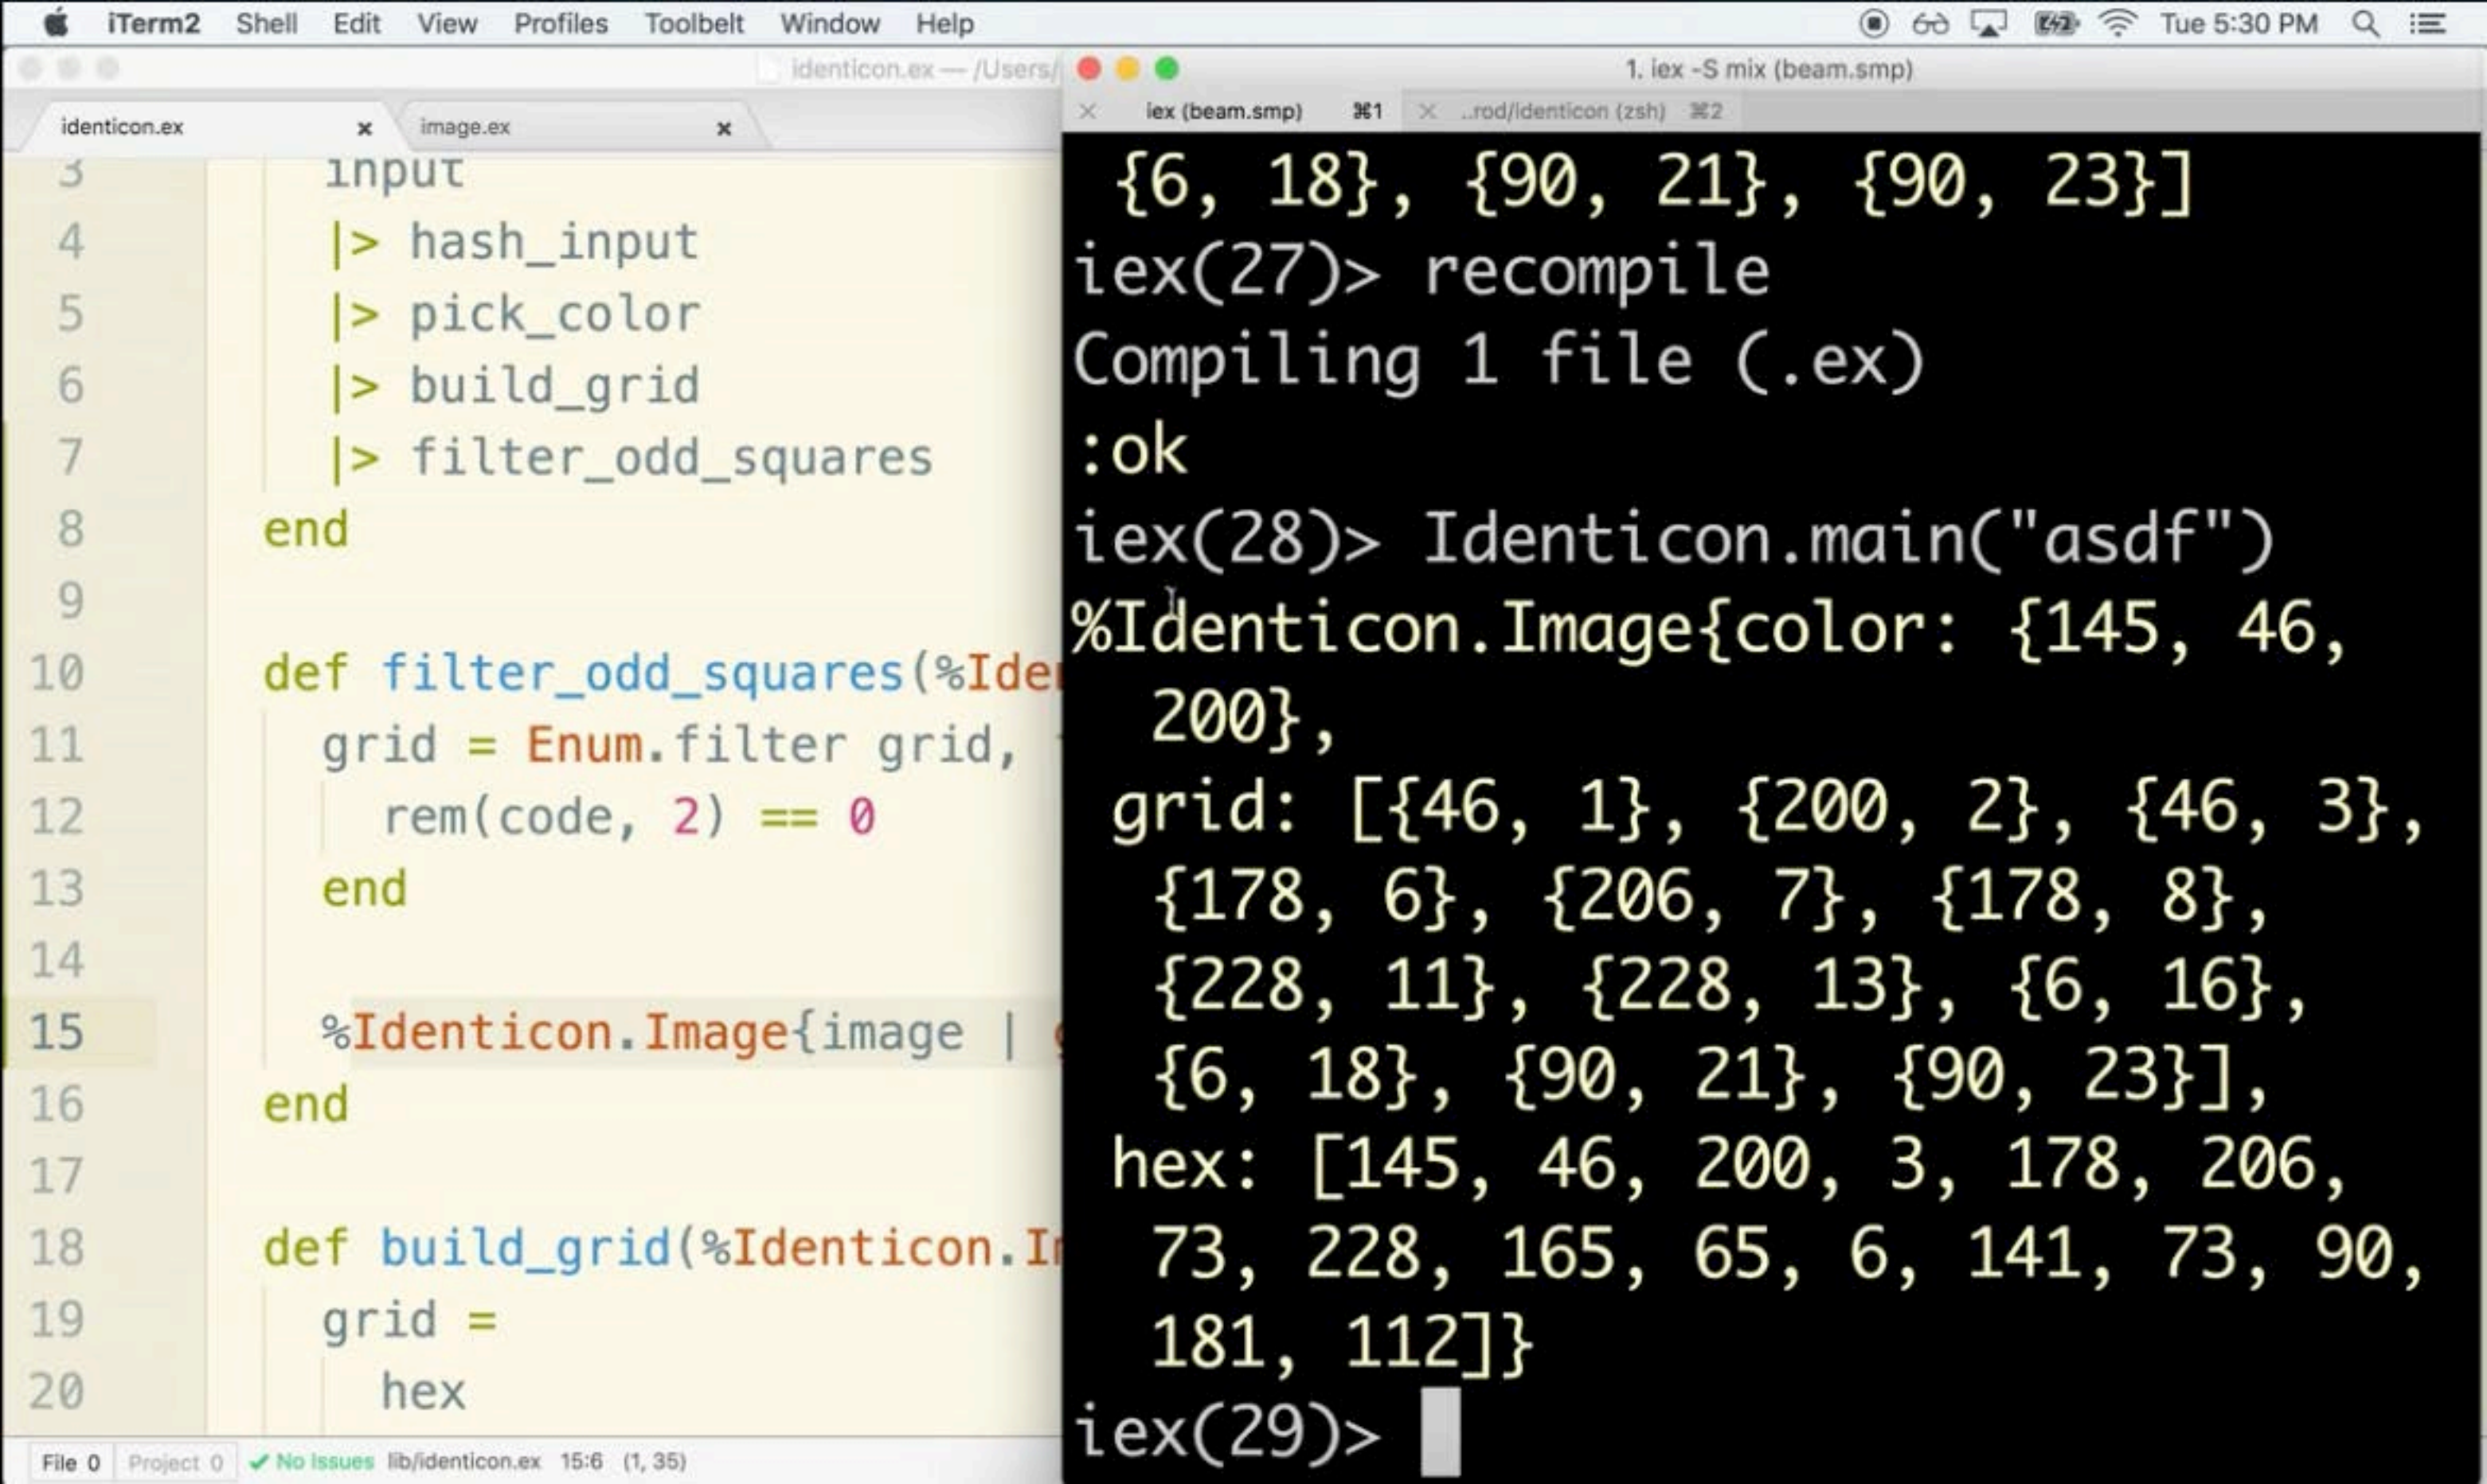 iTerm2 Shell Edit View Profiles Toolbelt Window Help Tue 5:30 PM
identicon.ex — /Users/
identicon.ex × image.ex ×
3 input
4 |> hash_input
5 |> pick_color
6 |> build_grid
7 |> filter_odd_squares
8 end
9
10 def filter_odd_squares(%Ide
11 grid = Enum.filter grid,
12 rem(code, 2) == 0
13 end
14
15 %Identicon.Image{image |
16 end
17
18 def build_grid(%Identicon.I
19 grid =
20 hex
File 0 Project 0 ✓ No Issues lib/identicon.ex 15:6 (1, 35)
1. iex -S mix (beam.smp)
× iex (beam.smp) ⌘1 × ..rod/identicon (zsh) ⌘2
{6, 18}, {90, 21}, {90, 23}]
iex(27)> recompile
Compiling 1 file (.ex)
:ok
iex(28)> Identicon.main("asdf")
%Identicon.Image{color: {145, 46,
200},
grid: [{46, 1}, {200, 2}, {46, 3},
{178, 6}, {206, 7}, {178, 8},
{228, 11}, {228, 13}, {6, 16},
{6, 18}, {90, 21}, {90, 23}],
hex: [145, 46, 200, 3, 178, 206,
73, 228, 165, 65, 6, 141, 73, 90,
181, 112]}
iex(29)>